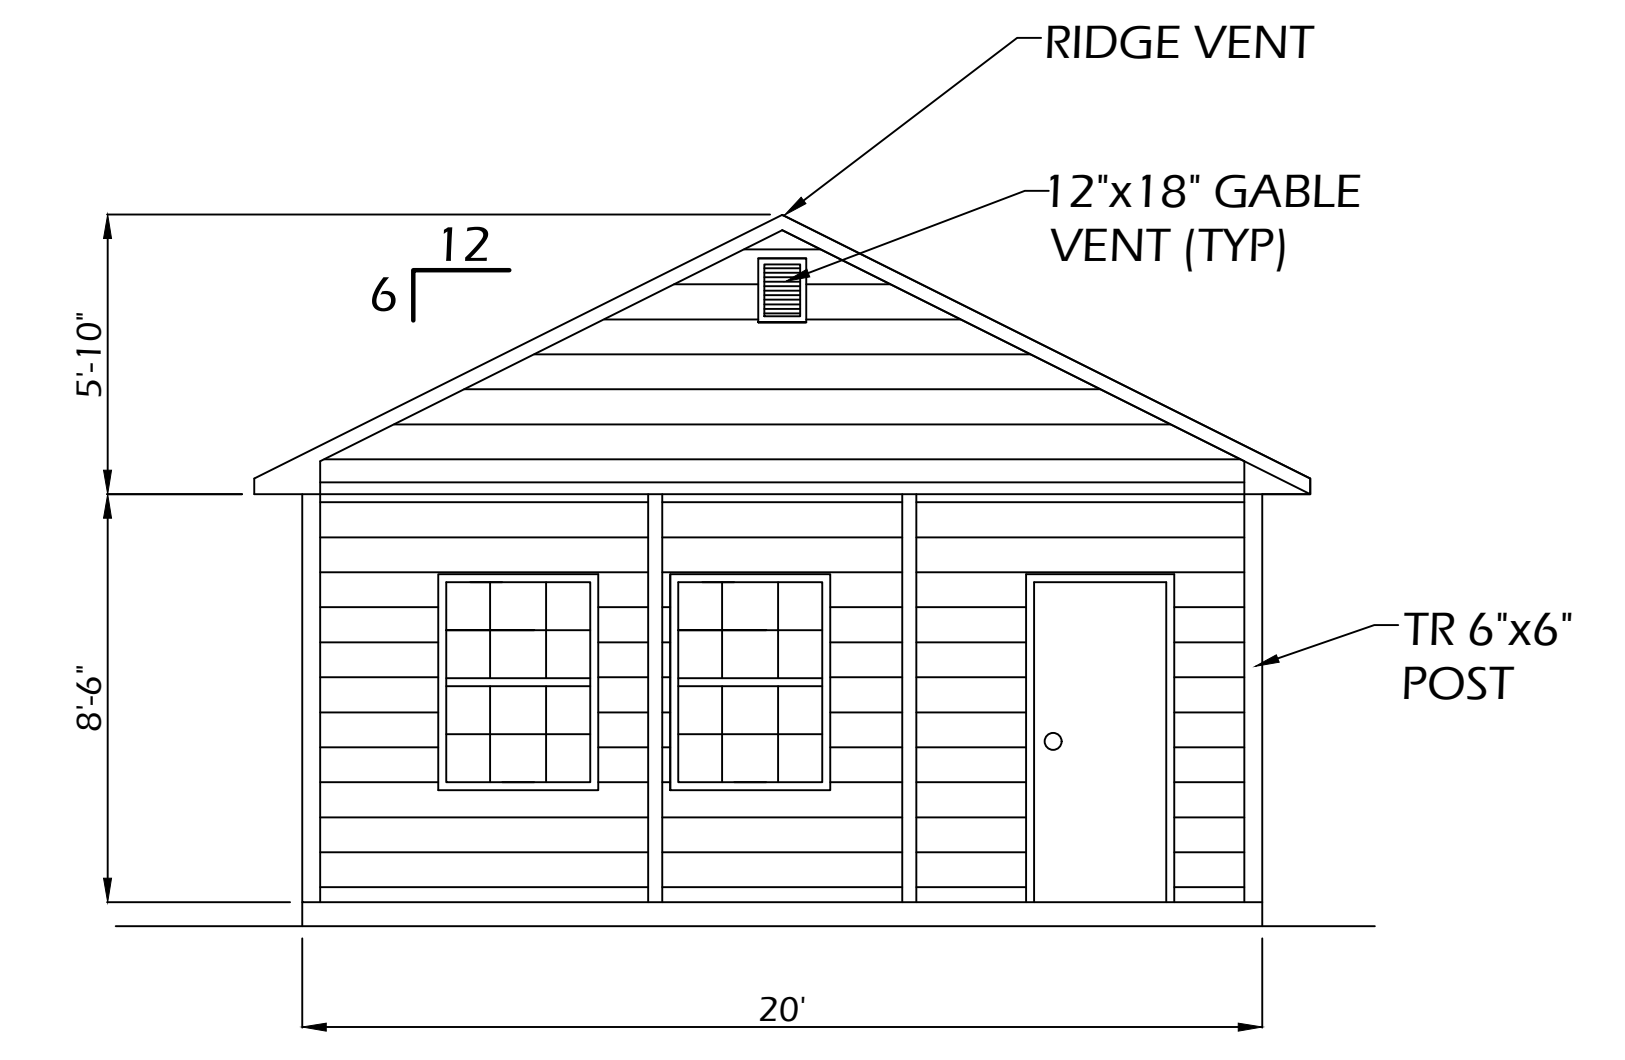 RIDGE VENT
12"x18" GABLE
VENT (TYP)
12
6
5'-10"
8'-6"
TR 6"x6"
POST
20'